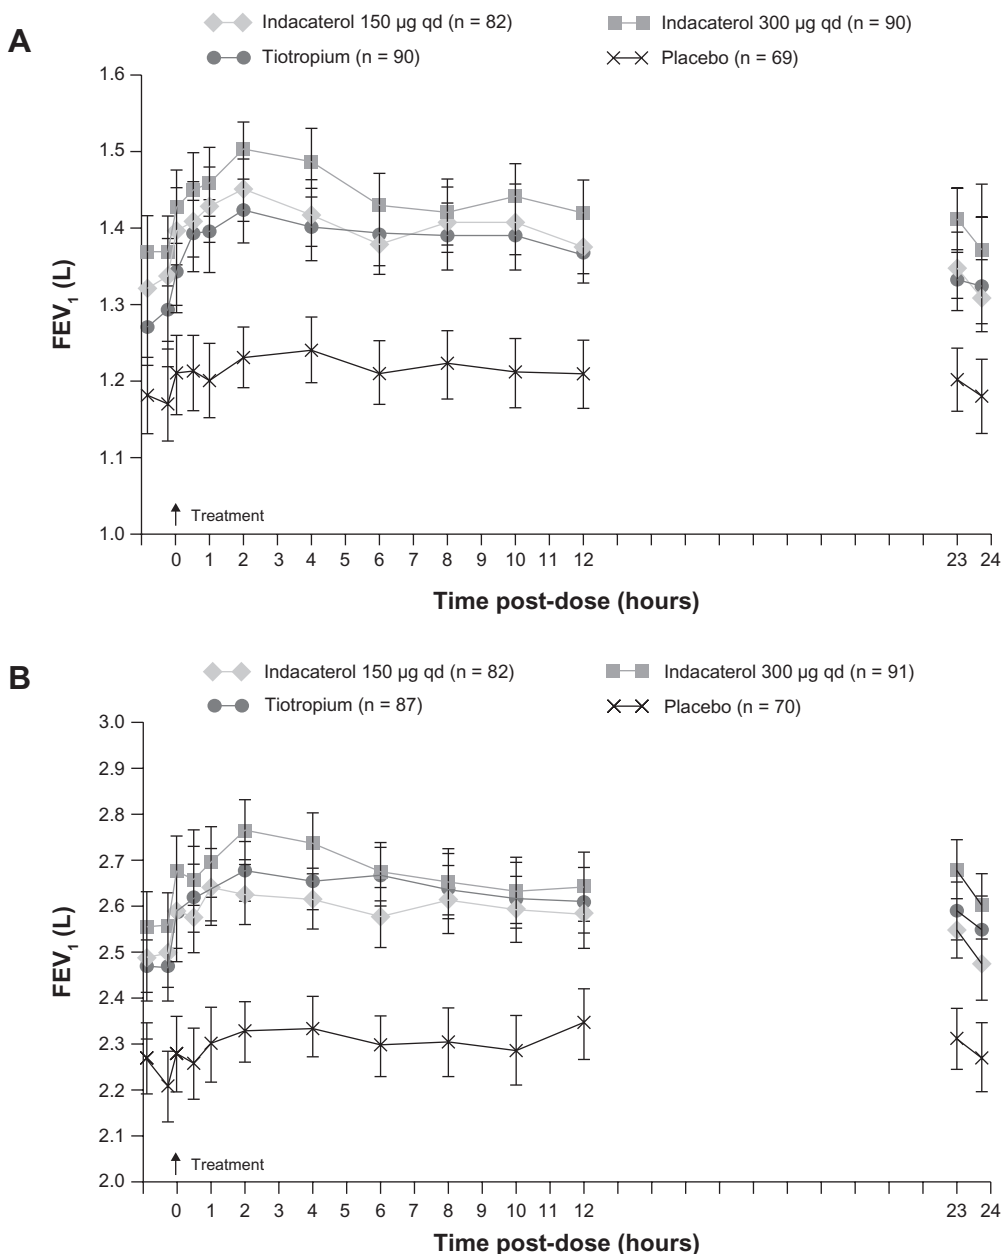 A
Indacaterol 150 µg qd (n = 82)
Indacaterol 300 µg qd (n = 90)
Tiotropium (n = 90)
Placebo (n = 69)
FEV1 (L)
1.6
1.5
1.4
1.3
1.2
1.1
1.0
Treatment
0 1 2 3 4 5 6 7 8 9 10 11 12 23 24
Time post-dose (hours)
B
Indacaterol 150 µg qd (n = 82)
Indacaterol 300 µg qd (n = 91)
Tiotropium (n = 87)
Placebo (n = 70)
FEV1 (L)
3.0
2.9
2.8
2.7
2.6
2.5
2.4
2.3
2.2
2.1
2.0
Treatment
0 1 2 3 4 5 6 7 8 9 10 11 12 23 24
Time post-dose (hours)